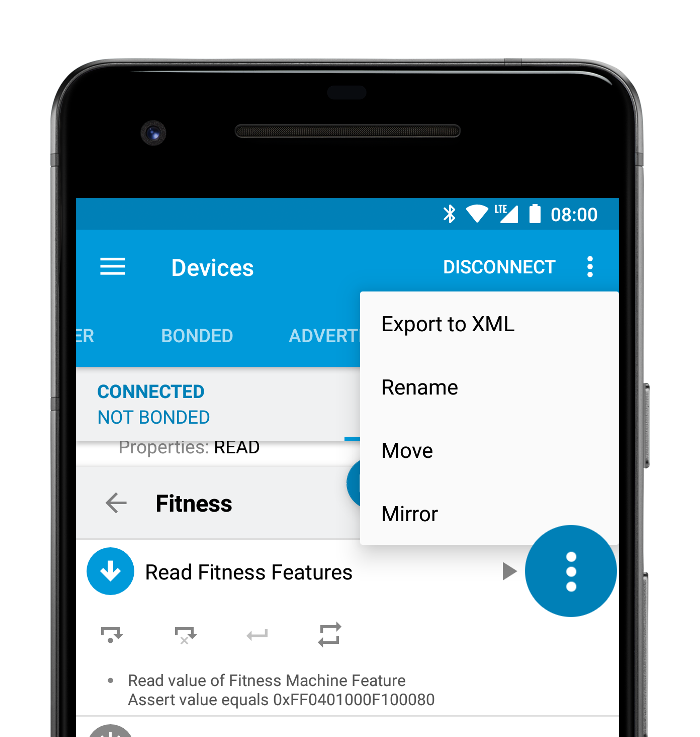 LTE 08:00
Devices DISCONNECT
ER BONDED ADVERT
Export to XML
CONNECTED
Rename
NOT BONDED
Properties: READ
Move
Fitness
Mirror
Read Fitness Features
Read value of Fitness Machine Feature
Assert value equals 0xFF0401000F100080